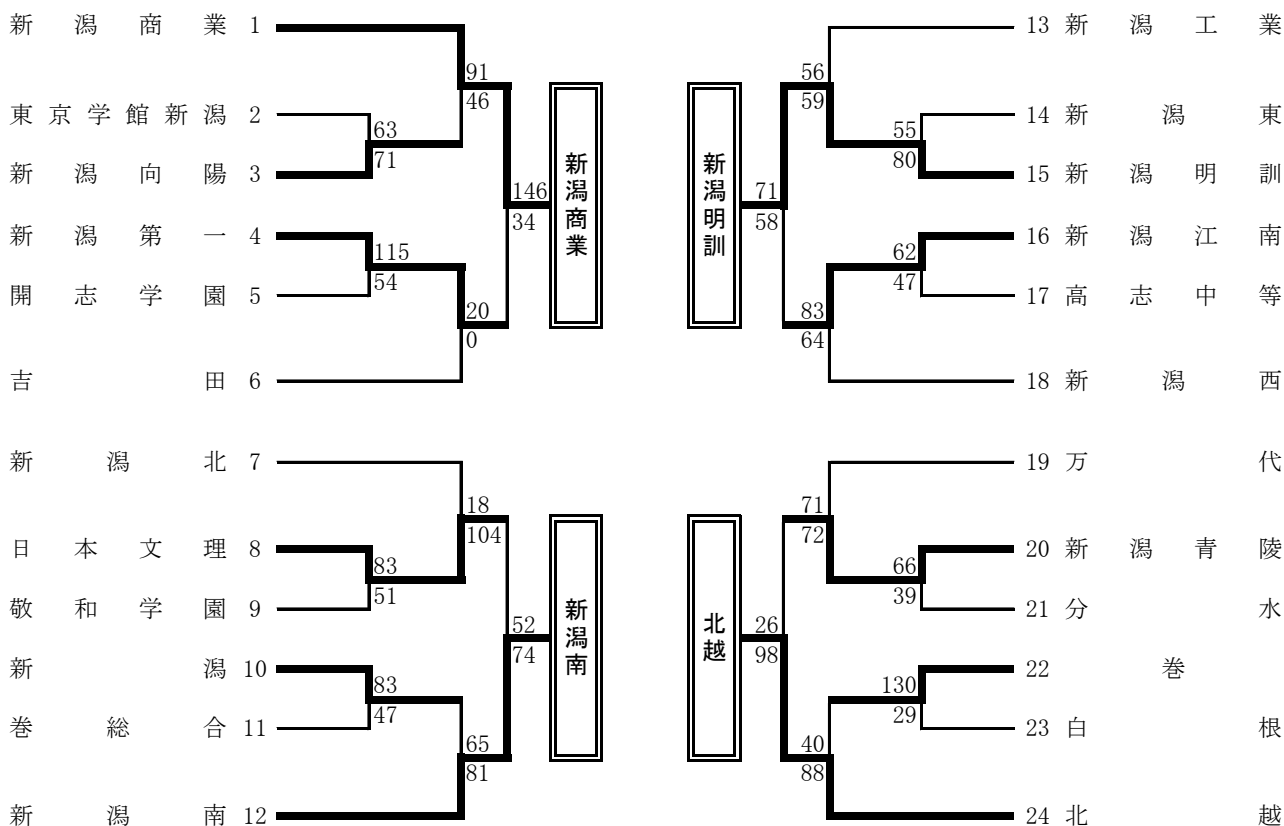 新潟商業 1
91
46
東京学館新潟 2
63
71
新潟向陽 3
146
34
新潟商業
新潟第一 4
115
54
開志学園 5
20
0
吉田 6
13 新潟工業
56
59
14 新潟東
55
80
15 新潟明訓
71
58
新潟明訓
16 新潟江南
62
47
17 高志中等
83
64
18 新潟西
新潟北 7
18
104
日本文理 8
83
51
敬和学園 9
52
74
新潟南
新潟 10
83
47
巻総合 11
65
81
新潟南 12
19 万代
71
72
20 新潟青陵
66
39
21 分水
26
98
北越
22 巻
130
29
23 白根
40
88
24 北越